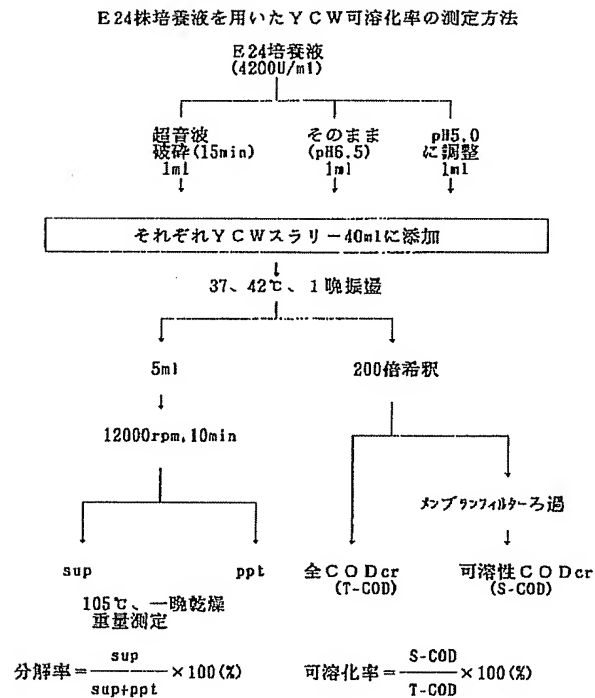 E24株培養液を用いたYCW可溶化率の測定方法
E24培養液
(4200U/ml)
超音波
破砕(15min)
1ml
そのまま
(pH6.5)
1ml
pH5.0
に調整
1ml
それぞれYCWスラリー40mlに添加
37、42℃、1晩振盪
5ml
200倍希釈
12000rpm,10min
メンブランフィルターろ過
sup
ppt
全CODcr
(T-COD)
可溶性CODcr
(S-COD)
105℃、一晩乾燥
重量測定
分解率=sup/sup+ppt×100(%)
可溶化率=S-COD/T-COD×100(%)